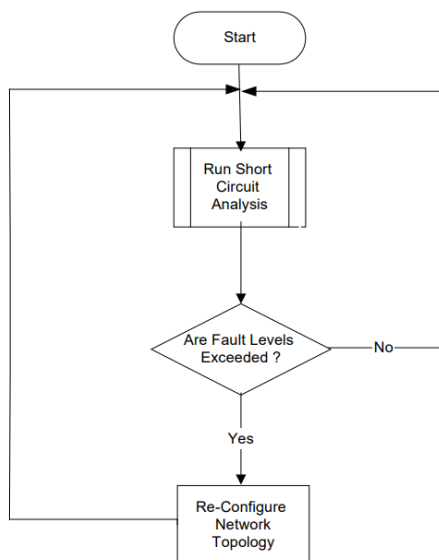 Start
Run Short
Circuit
Analysis
Are Fault Levels
Exceeded ?
No
Yes
Re-Configure
Network
Topology